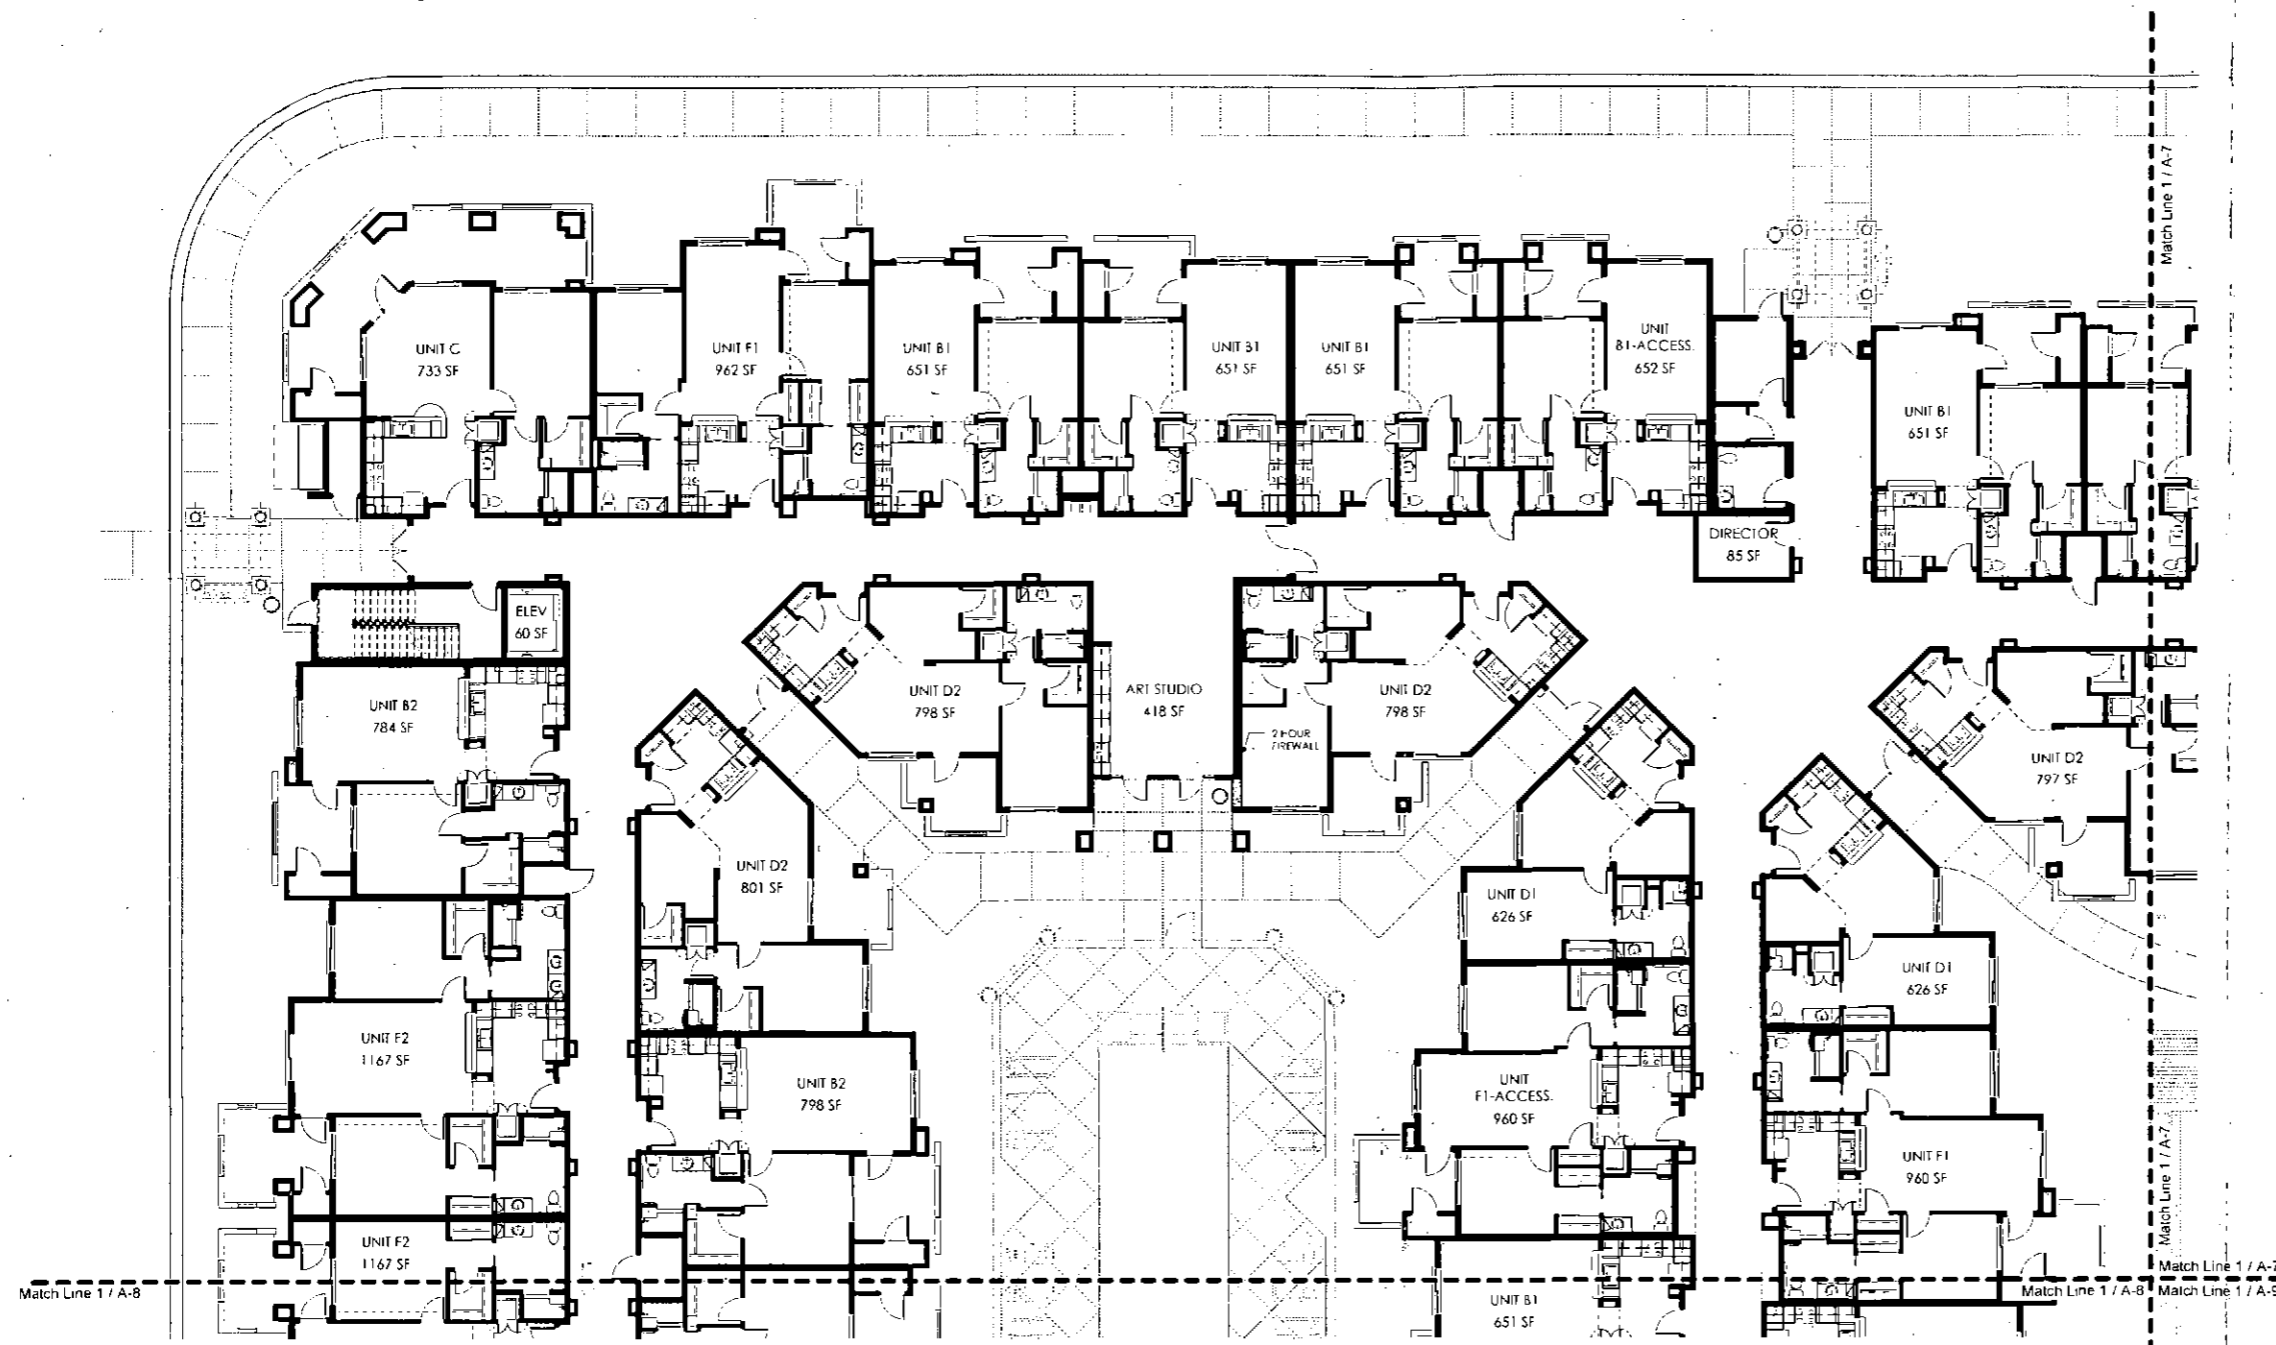 Match Line 1 / A-7
UNIT C
733 SF
UNIT F1
962 SF
UNIT B1
651 SF
UNIT B1
651 SF
UNIT B1
651 SF
UNIT
B1-ACCESS.
652 SF
UNIT B1
651 SF
DIRECTOR
85 SF
ELEV
60 SF
UNIT B2
784 SF
UNIT D2
798 SF
ART STUDIO
418 SF
UNIT D2
798 SF
2 HOUR
FIREWALL
UNIT D2
797 SF
UNIT D2
801 SF
UNIT D1
626 SF
UNIT D1
626 SF
UNIT F2
1167 SF
UNIT B2
798 SF
UNIT
F1-ACCESS.
960 SF
UNIT F1
960 SF
Match Line 1 / A-7
UNIT F2
1167 SF
Match Line 1 / A-7
Match Line 1 / A-8
Match Line 1 / A-8
Match Line 1 / A-9
UNIT B1
651 SF